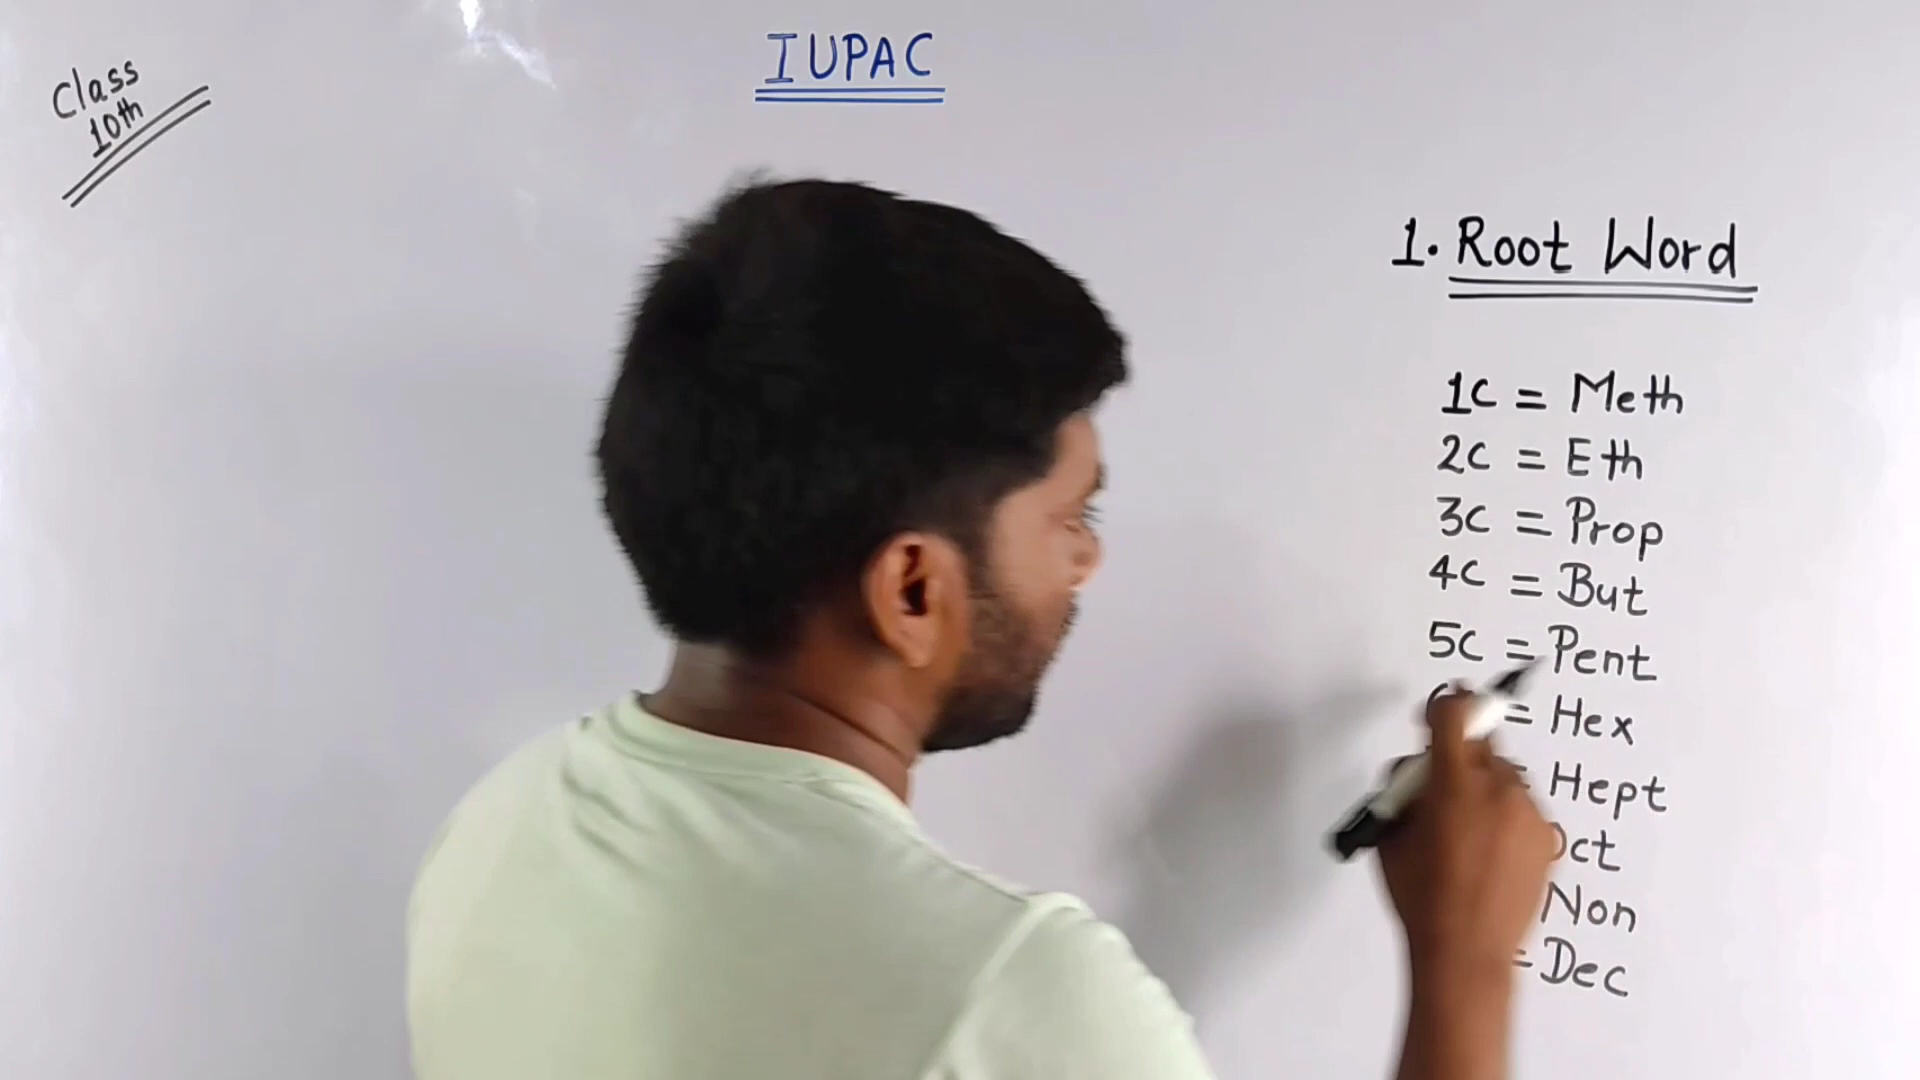 IUPAC
Class
10th
1. Root Word
1C = Meth
2C = Eth
3C = Prop
4C = But
5C = Pent
= Hex
= Hept
Oct
Non
= Dec